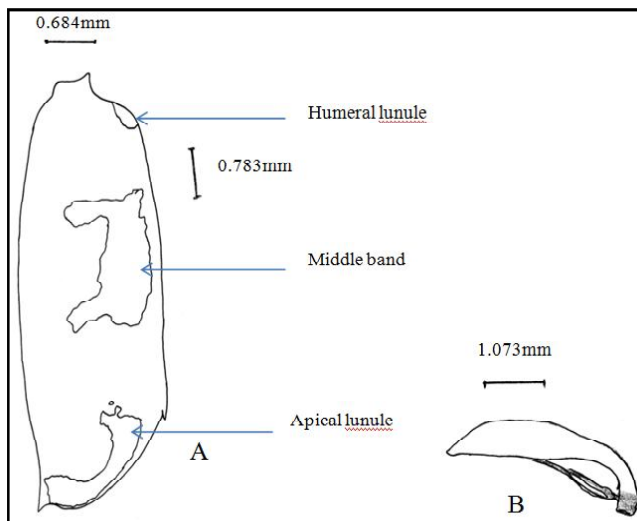 0.684mm
Humeral lunule
0.783mm
Middle band
1.073mm
Apical lunule
A
B